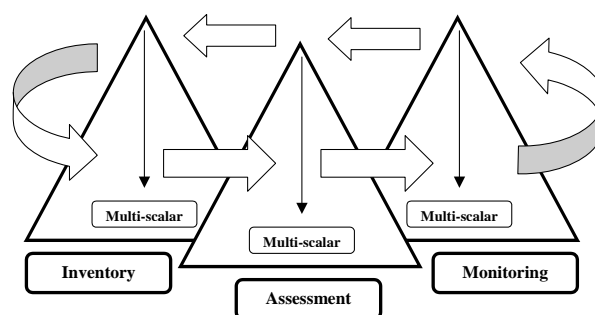 Multi-scalar
Multi-scalar
Multi-scalar
Inventory
Monitoring
Assessment